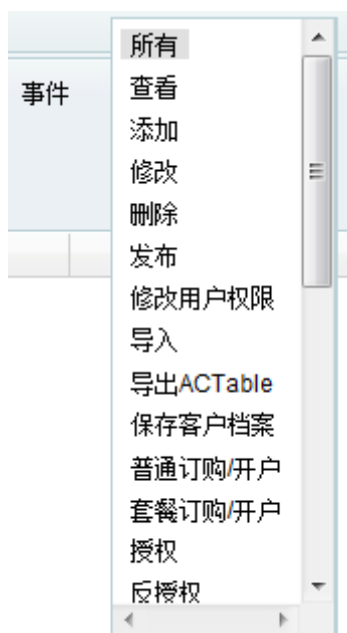 所有
事件
查看
添加
修改
删除
发布
修改用户权限
导入
导出ACTable
保存客户档案
普通订购/开户
套餐订购/开户
授权
反授权